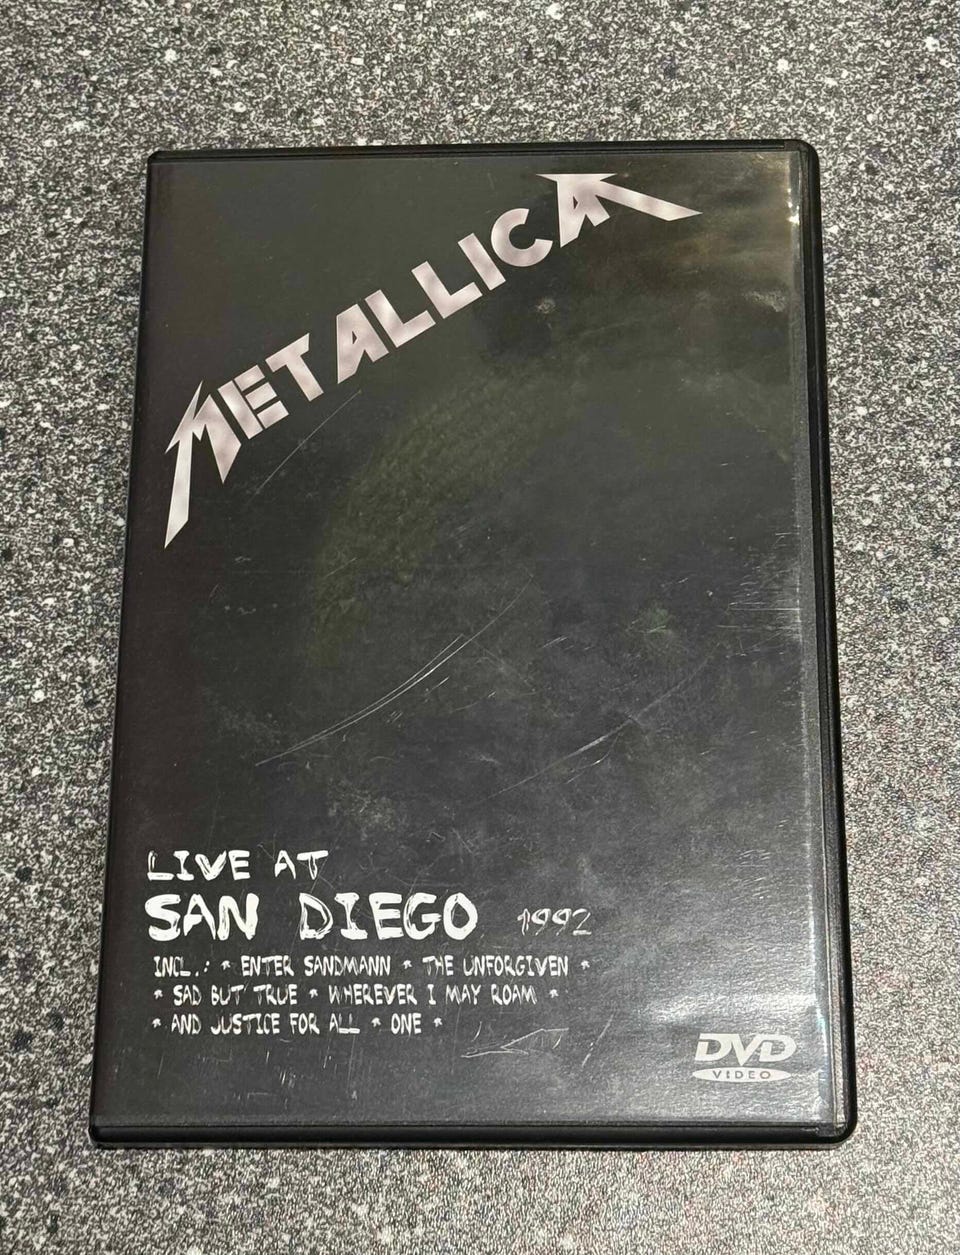 METALLICA
LIVE AT
SAN DIEGO 1992
INCL.: * ENTER SANDMANN * THE UNFORGIVEN *
* SAD BUT TRUE * WHEREVER I MAY ROAM *
* AND JUSTICE FOR ALL * ONE *
DVD
VIDEO